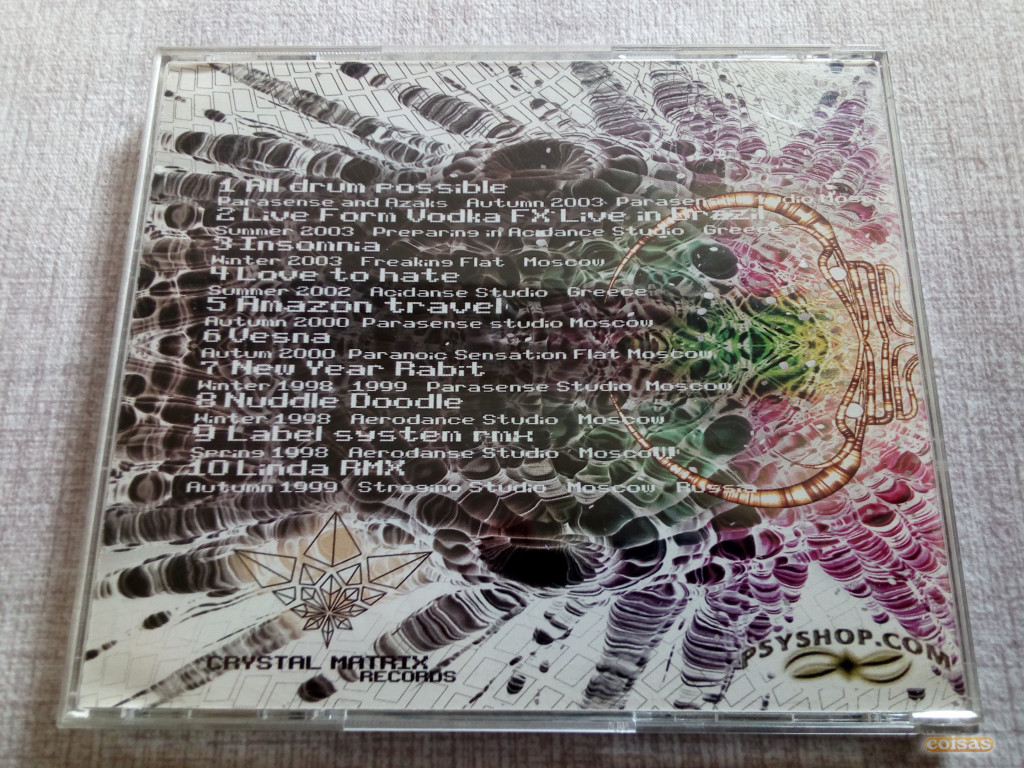 1 All drum possible
Parasense and Azaks Autumn 2003 Parasense studio Moscow
2 Live Form Vodka FX Live in Brazil
Summer 2003 Preparing in Acidance Studio Greece
3 Insomnia
Winter 2003 Freaking Flat Moscow
4 Love to hate
Summer 2002 Acidanse Studio Greece
5 Amazon travel
Autumn 2000 Parasense studio Moscow
6 Vesna
Autum 2000 Paranoic Sensation Flat Moscow
7 New Year Rabit
Winter 1998 1999 Parasense Studio Moscow
8 Nuddle Doodle
Winter 1998 Aerodance Studio Moscow
9 Label system rmx
Spring 1998 Aerodanse Studio Moscow
10 Linda RMX
Autumn 1999 Strogino Studio Moscow Russia
CRYSTAL MATRIX
RECORDS
PSYSHOP.COM
coisas